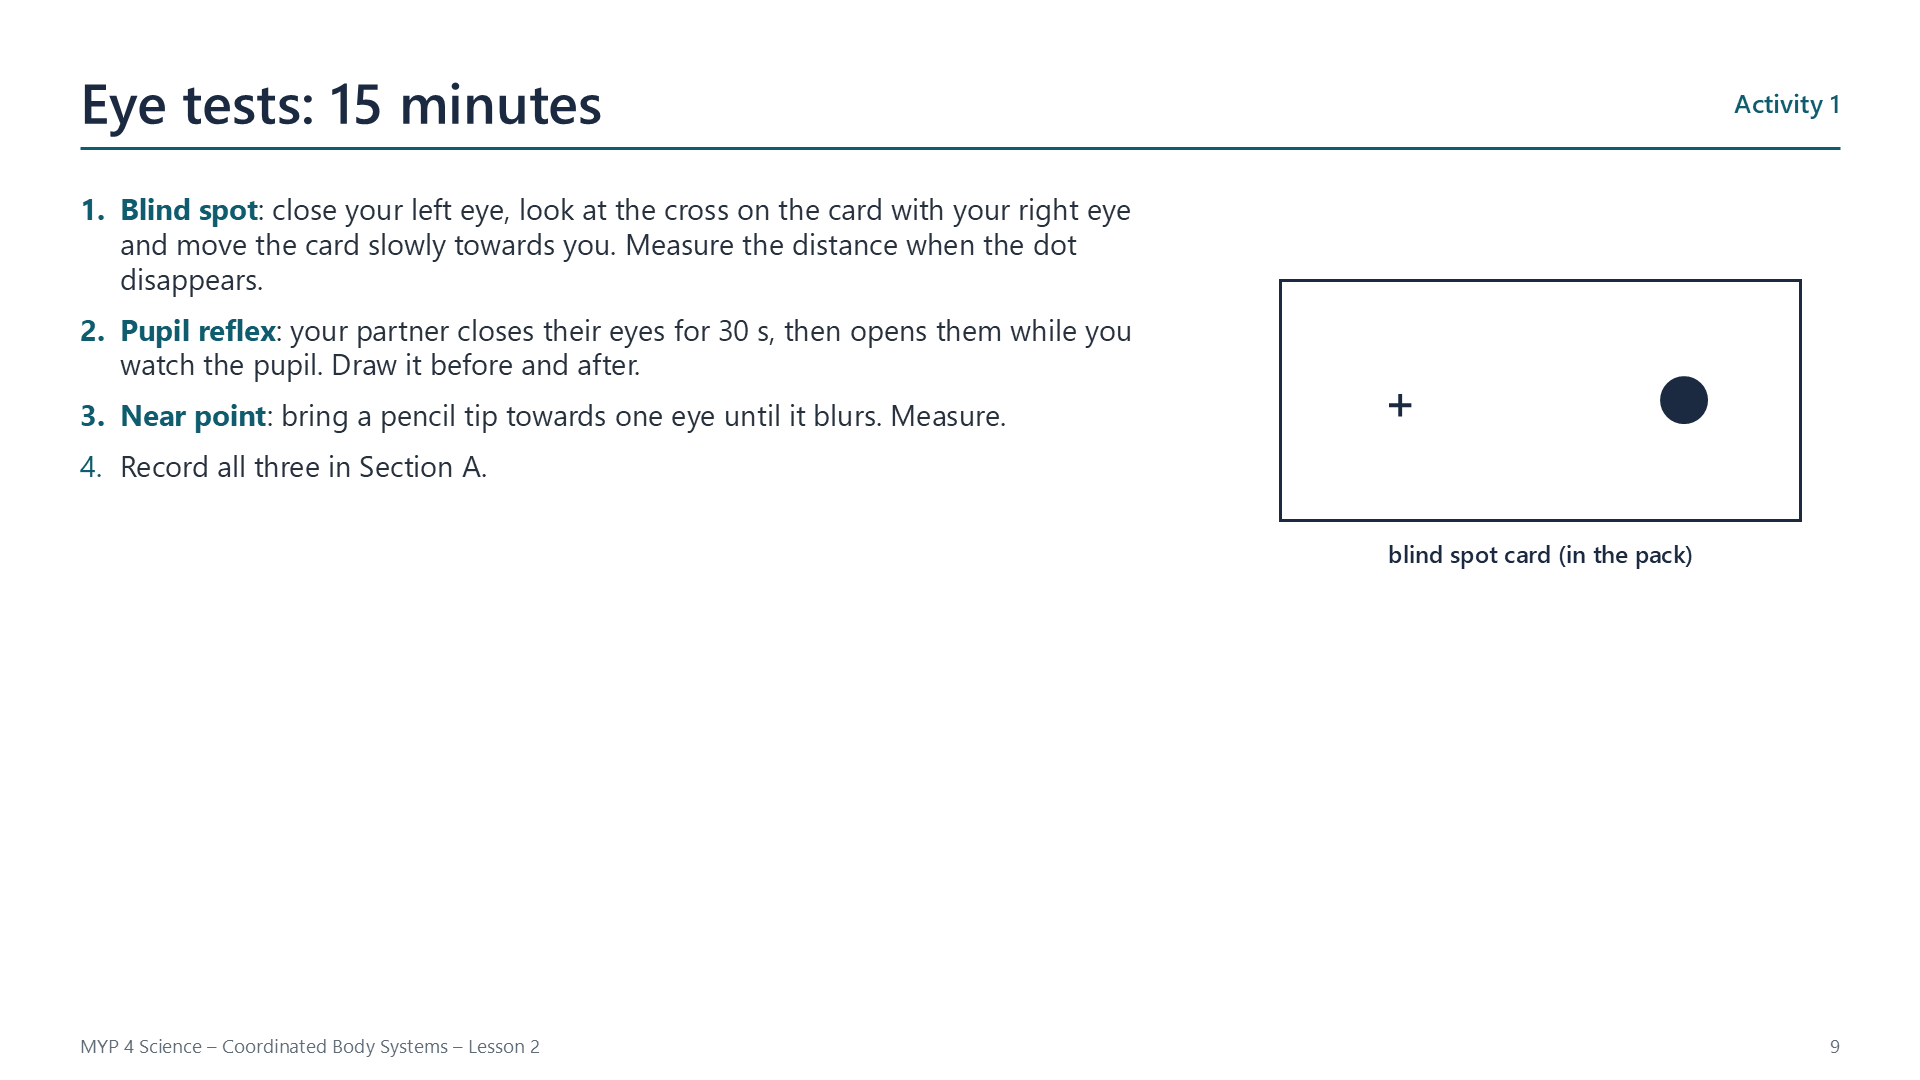 Eye tests: 15 minutes
Activity 1
1. Blind spot: close your left eye, look at the cross on the card with your right eye
and move the card slowly towards you. Measure the distance when the dot
disappears.
2. Pupil reflex: your partner closes their eyes for 30 s, then opens them while you
watch the pupil. Draw it before and after.
3. Near point: bring a pencil tip towards one eye until it blurs. Measure.
4. Record all three in Section A.
+
blind spot card (in the pack)
MYP 4 Science – Coordinated Body Systems – Lesson 2
9